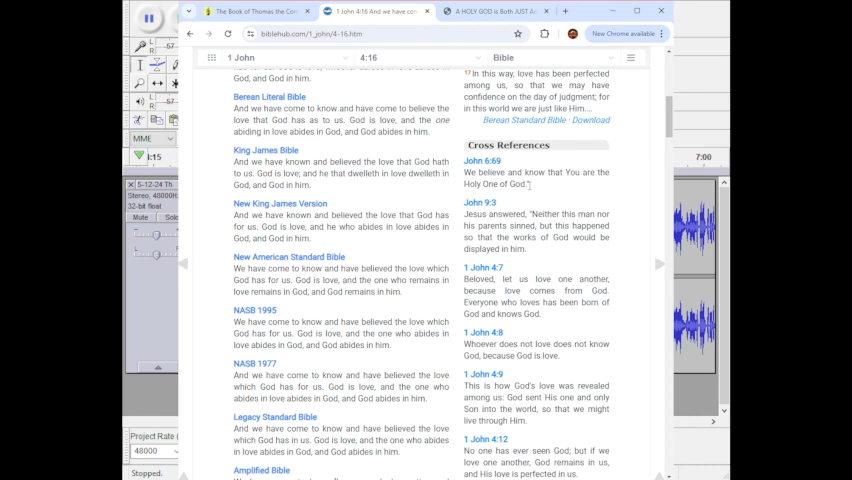 The Book of Thomas the Con
1 John 4:16 And we have con
A HOLY GOD is Both JUST An
biblehub.com/1_john/4-16.htm
New Chrome available
1 John
4:16
Bible
God, and God in him.
Berean Literal Bible
And we have come to know and have come to believe the
love that God has as to us. God is love, and the one
abiding in love abides in God, and God abides in him.
King James Bible
And we have known and believed the love that God hath
to us. God is love; and he that dwelleth in love dwelleth in
God, and God in him.
New King James Version
And we have known and believed the love that God has
for us. God is love, and he who abides in love abides in
God, and God in him.
New American Standard Bible
We have come to know and have believed the love which
God has for us. God is love, and the one who remains in
love remains in God, and God remains in him.
NASB 1995
We have come to know and have believed the love which
God has for us. God is love, and the one who abides in
love abides in God, and God abides in him.
NASB 1977
And we have come to know and have believed the love
which God has for us. God is love, and the one who
abides in love abides in God, and God abides in him.
Legacy Standard Bible
And we have come to know and have believed the love
which God has in us. God is love, and the one who abides
in love abides in God, and God abides in him.
Amplified Bible
17In this way, love has been perfected
among us, so that we may have
confidence on the day of judgment; for
in this world we are just like Him....
Berean Standard Bible · Download
Cross References
John 6:69
We believe and know that You are the
Holy One of God."
John 9:3
Jesus answered, "Neither this man nor
his parents sinned, but this happened
so that the works of God would be
displayed in him.
1 John 4:7
Beloved, let us love one another,
because love comes from God.
Everyone who loves has been born of
God and knows God.
1 John 4:8
Whoever does not love does not know
God, because God is love.
1 John 4:9
This is how God's love was revealed
among us: God sent His one and only
Son into the world, so that we might
live through Him.
1 John 4:12
No one has ever seen God; but if we
love one another, God remains in us,
and His love is perfected in us.
L
R
-57
L
R
-57
MME
4:15
7:00
5-12-24 Th
Stereo, 48000H
32-bit float
Mute
Solo
L
R
Project Rate (
48000
Stopped.